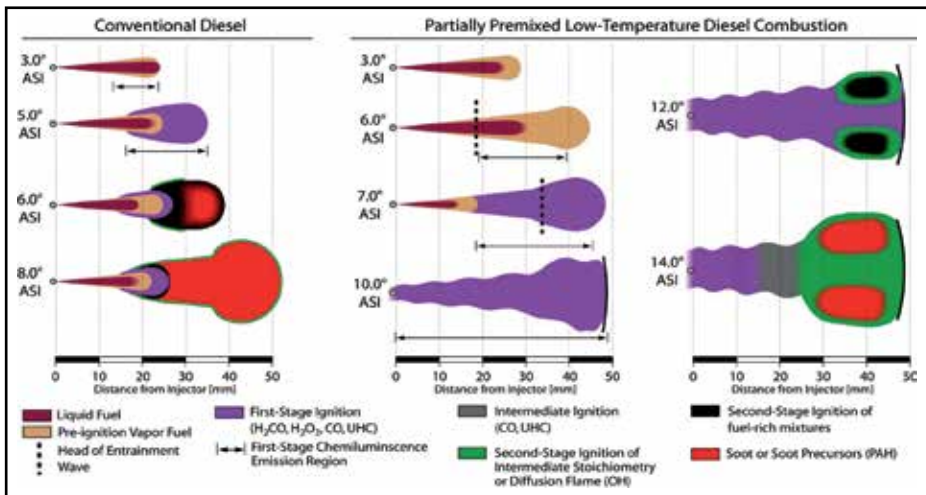 Conventional Diesel
Partially Premixed Low-Temperature Diesel Combustion
3.0°
ASI
5.0°
ASI
6.0°
ASI
8.0°
ASI
0 10 20 30 40 50
Distance from Injector [mm]
3.0°
ASI
6.0°
ASI
7.0°
ASI
10.0°
ASI
0 10 20 30 40 50
Distance from Injector [mm]
12.0°
ASI
14.0°
ASI
0 10 20 30 40 50
Distance from Injector [mm]
Liquid Fuel
Pre-ignition Vapor Fuel
Head of Entrainment
Wave
First-Stage Ignition
(H₂CO, H₂O₂, CO, UHC)
First-Stage Chemiluminscence
Emission Region
Intermediate Ignition
(CO, UHC)
Second-Stage Ignition of
Intermediate Stoichiometry
or Diffusion Flame (OH)
Second-Stage Ignition of
fuel-rich mixtures
Soot or Soot Precursors (PAH)